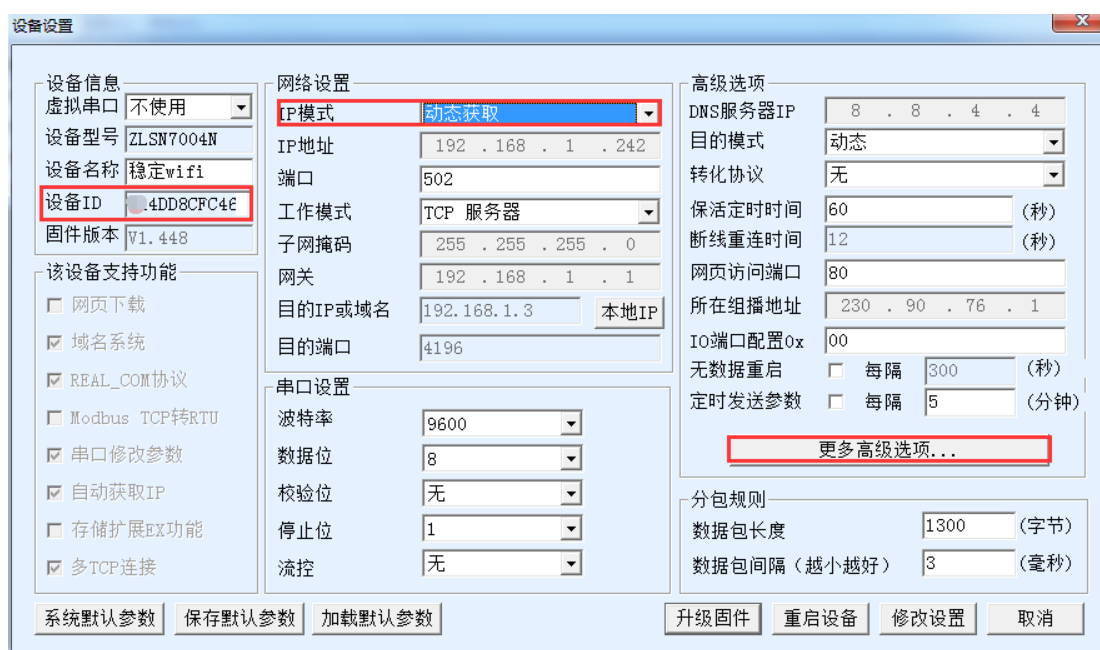 设备设置
设备信息
虚拟串口 不使用
设备型号 ZLSN7004N
设备名称 稳定wifi
设备ID 4DD8CFC46
固件版本 V1.448
该设备支持功能
网页下载
域名系统
REAL_COM协议
Modbus TCP转RTU
串口修改参数
自动获取IP
存储扩展EX功能
多TCP连接
网络设置
IP模式 动态获取
IP地址 192 .168 . 1 .242
端口 502
工作模式 TCP 服务器
子网掩码 255 .255 .255 . 0
网关 192 .168 . 1 . 1
目的IP或域名 192.168.1.3 本地IP
目的端口 4196
串口设置
波特率 9600
数据位 8
校验位 无
停止位 1
流控 无
高级选项
DNS服务器IP 8 . 8 . 4 . 4
目的模式 动态
转化协议 无
保活定时时间 60 (秒)
断线重连时间 12 (秒)
网页访问端口 80
所在组播地址 230 . 90 . 76 . 1
IO端口配置0x 00
无数据重启 每隔 300 (秒)
定时发送参数 每隔 5 (分钟)
更多高级选项...
分包规则
数据包长度 1300 (字节)
数据包间隔(越小越好) 3 (毫秒)
系统默认参数 保存默认参数 加载默认参数 升级固件 重启设备 修改设置 取消